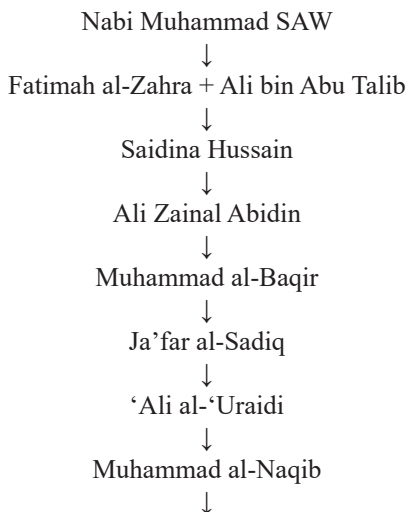 Nabi Muhammad SAW
↓
Fatimah al-Zahra + Ali bin Abu Talib
↓
Saidina Hussain
↓
Ali Zainal Abidin
↓
Muhammad al-Baqir
↓
Ja’far al-Sadiq
↓
‘Ali al-‘Uraidi
↓
Muhammad al-Naqib
↓